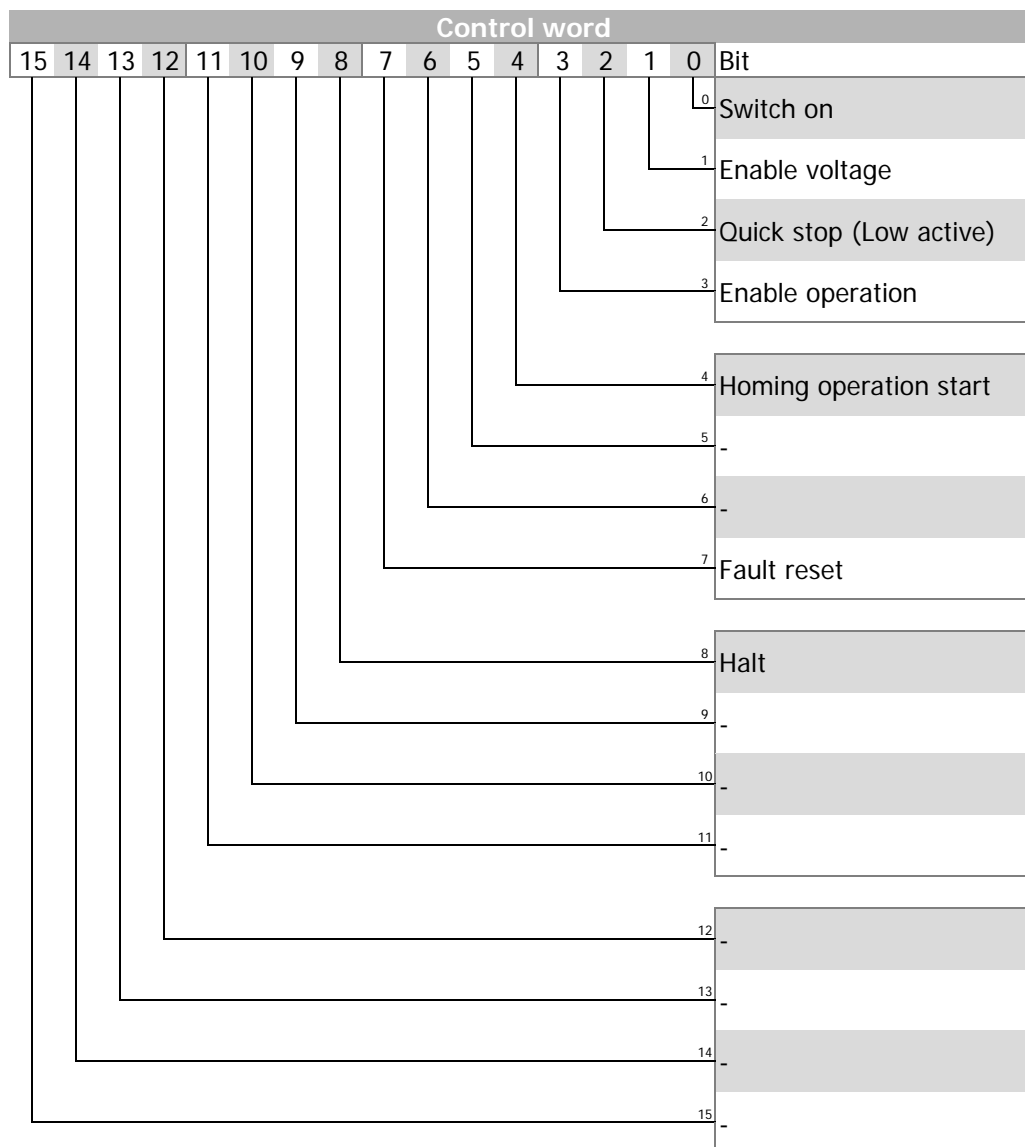 Control word
15 14 13 12 11 10 9 8 7 6 5 4 3 2 1 0 Bit
0 Switch on
1 Enable voltage
2 Quick stop (Low active)
3 Enable operation
4 Homing operation start
5 -
6 -
7 Fault reset
8 Halt
9 -
10 -
11 -
12 -
13 -
14 -
15 -